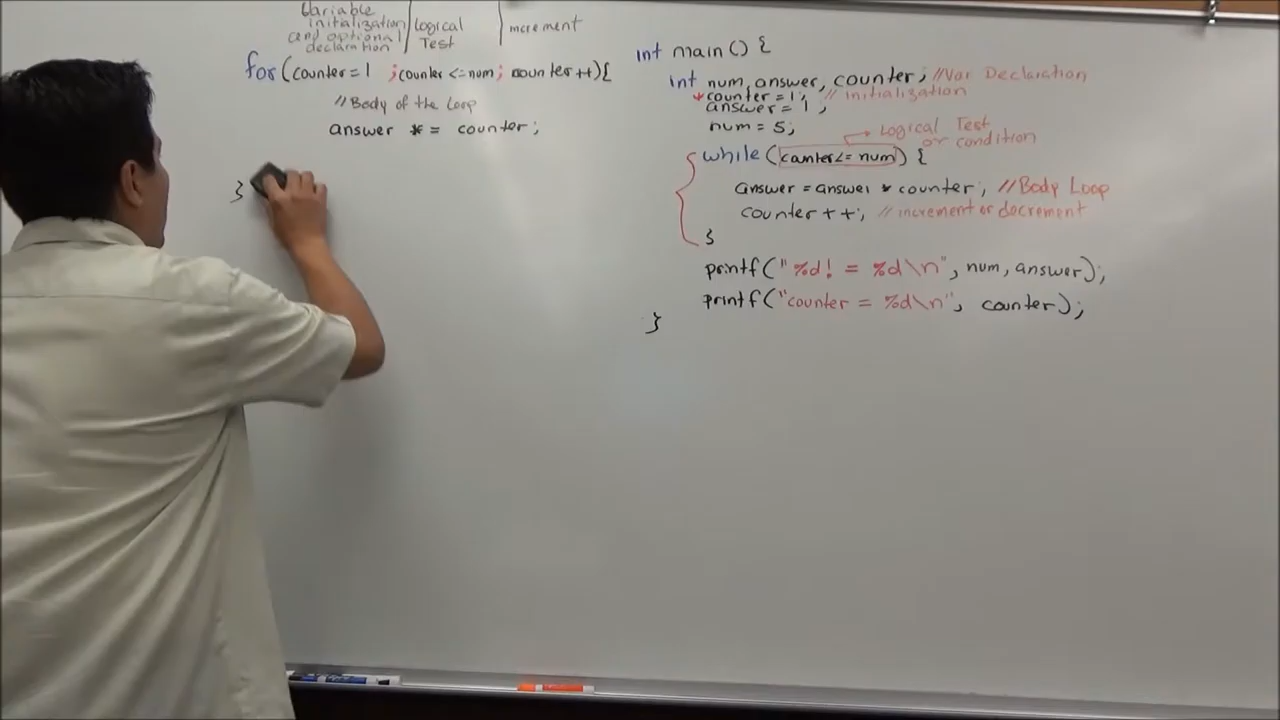 Variable
initialization
and optional
declaration
Logical
Test
increment
for(counter=1 ;counter <=num; counter ++){
//Body of the Loop
answer *= counter;
}
int main () {
int num, answer, counter; //Var Declaration
counter = 1; // initialization
answer = 1 ;
num = 5;
Logical Test
or condition
while (counter<= num) {
answer = answer * counter; //Body Loop
counter ++; // increment or decrement
}
printf("%d! = %d\n", num, answer);
printf("counter = %d\n", counter);
}